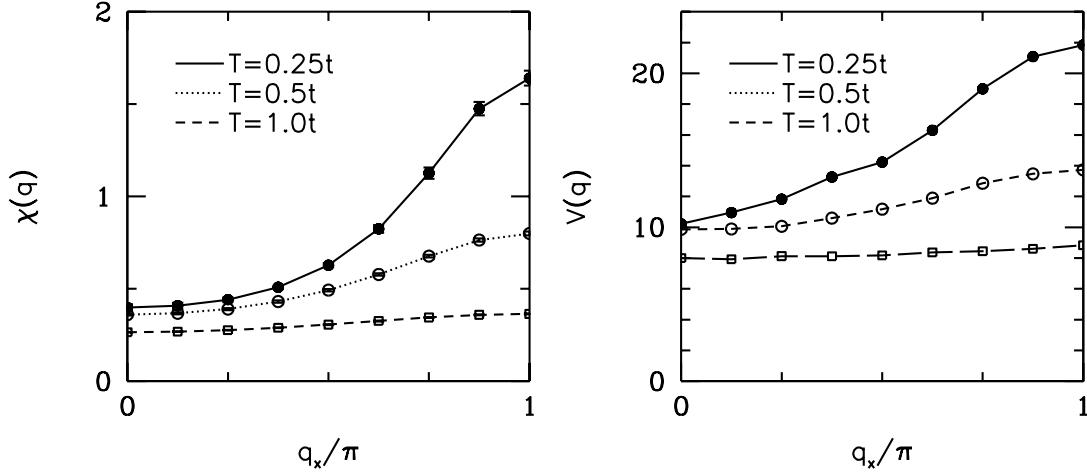 2
1
0
χ(q)
T=0.25t
T=0.5t
T=1.0t
0
1
q_x/π
20
10
0
V(q)
T=0.25t
T=0.5t
T=1.0t
0
1
q_x/π